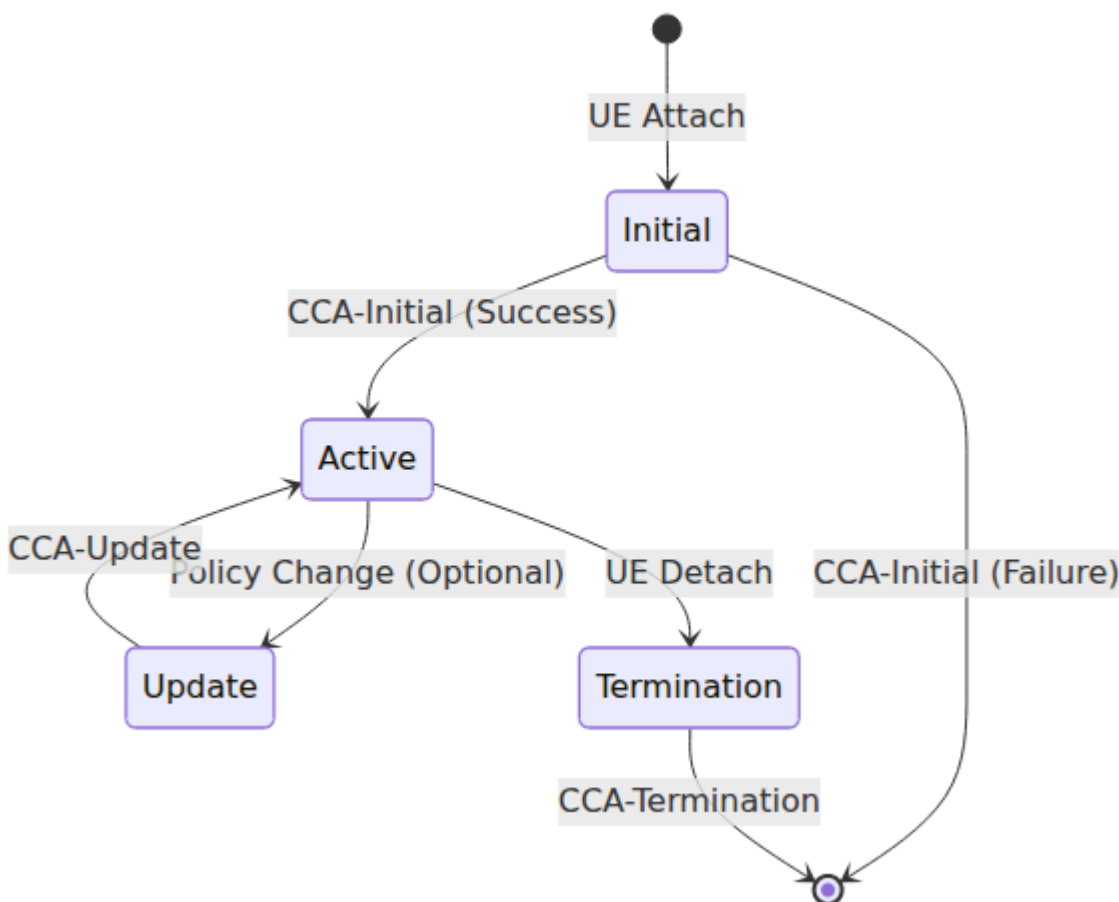 UE Attach
Initial
CCA-Initial (Success)
Active
CCA-Update
Policy Change (Optional)
UE Detach
CCA-Initial (Failure)
Update
Termination
CCA-Termination